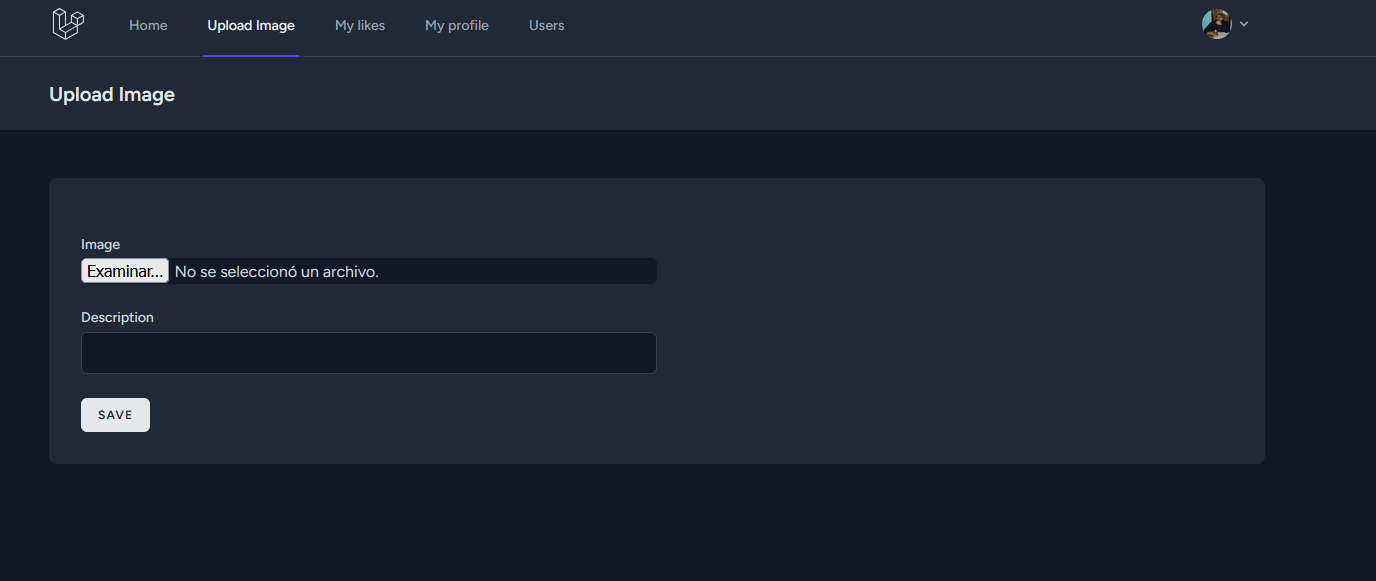 Home Upload Image My likes My profile Users
Upload Image
Image
Examinar... No se seleccionó un archivo.
Description
SAVE